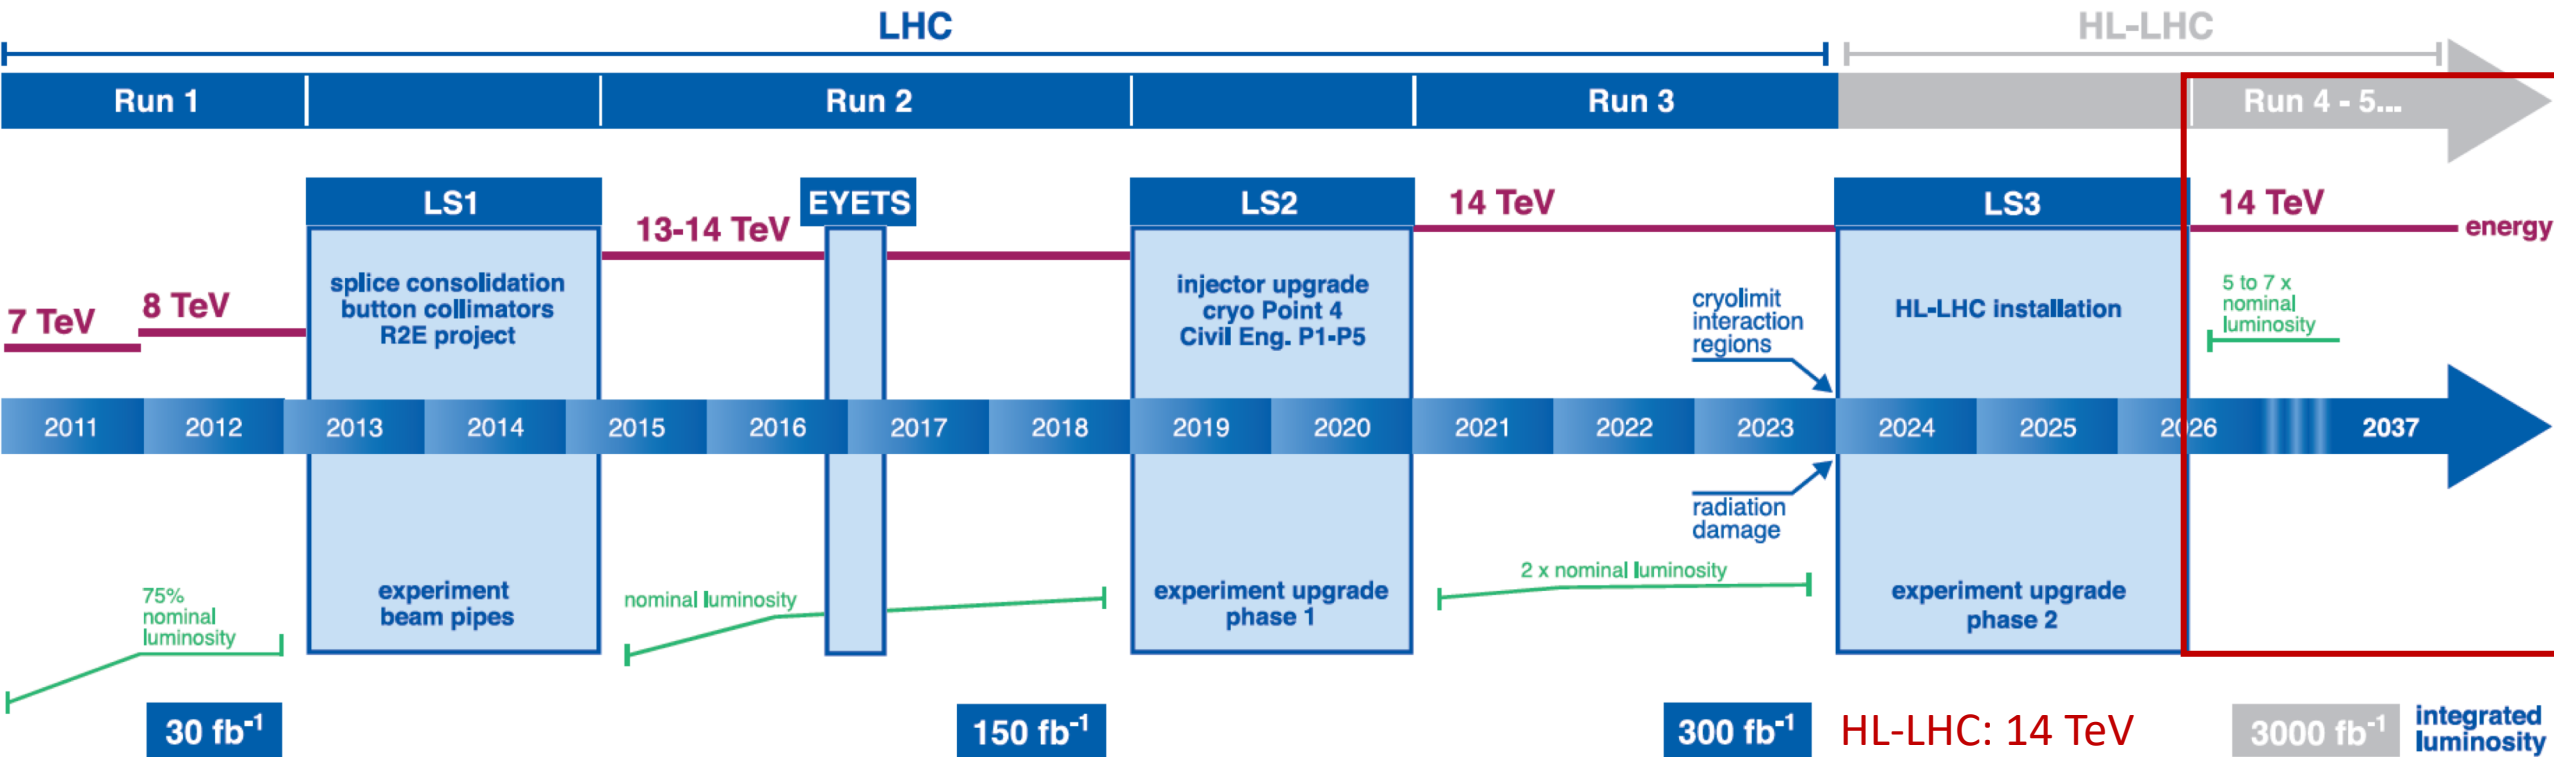 LHC
HL-LHC
Run 1
Run 2
Run 3
Run 4 - 5...
LS1
EYETS
LS2
LS3
14 TeV
14 TeV
13-14 TeV
energy
7 TeV
8 TeV
splice consolidation
button collimators
R2E project
injector upgrade
cryo Point 4
Civil Eng. P1-P5
cryolimit
interaction
regions
HL-LHC installation
5 to 7 x
nominal
luminosity
2011
2012
2013
2014
2015
2016
2017
2018
2019
2020
2021
2022
2023
2024
2025
2026
2037
radiation
damage
75%
nominal
luminosity
experiment
beam pipes
nominal luminosity
experiment upgrade
phase 1
2 x nominal luminosity
experiment upgrade
phase 2
30 fb⁻¹
150 fb⁻¹
300 fb⁻¹
HL-LHC: 14 TeV
3000 fb⁻¹
integrated
luminosity